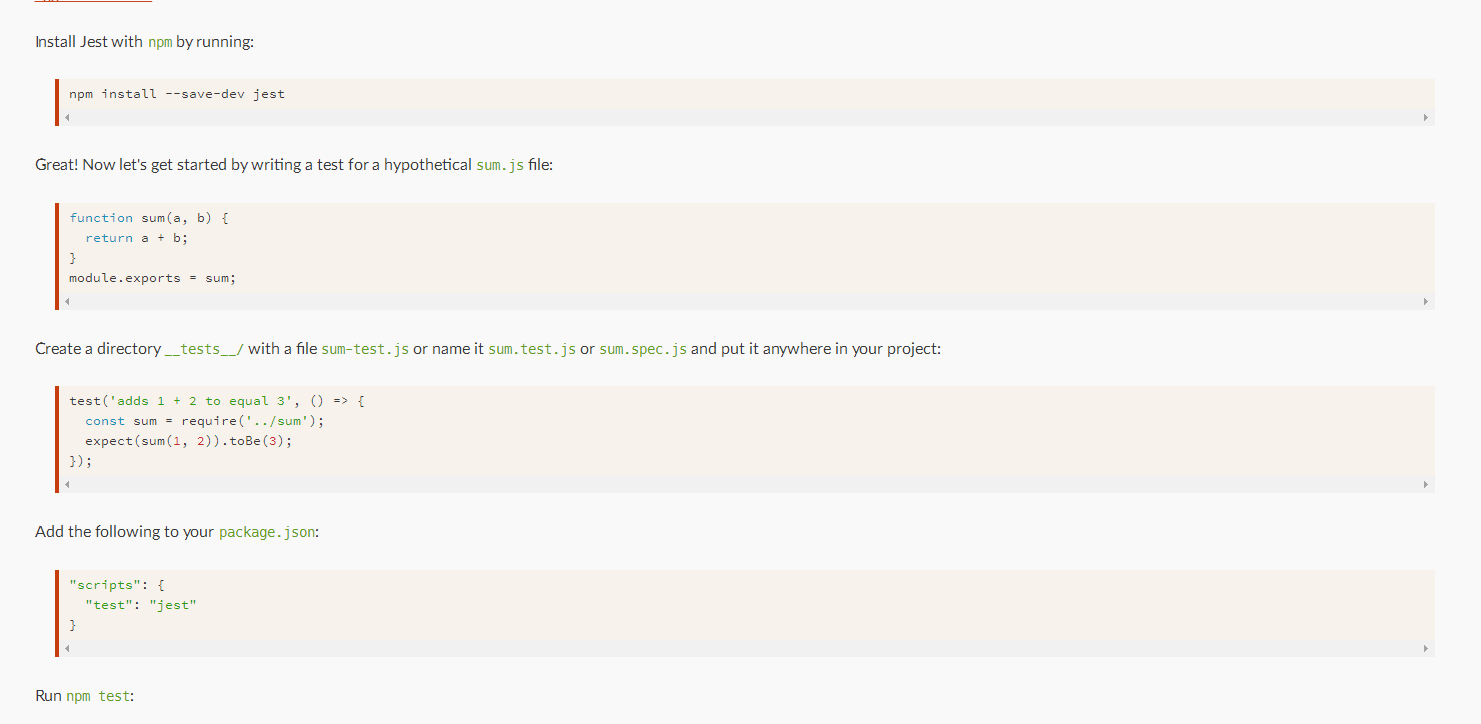 Install Jest with npm by running:
npm install --save-dev jest
Great! Now let's get started by writing a test for a hypothetical sum.js file:
function sum(a, b) {
  return a + b;
}
module.exports = sum;
Create a directory __tests__/ with a file sum-test.js or name it sum.test.js or sum.spec.js and put it anywhere in your project:
test('adds 1 + 2 to equal 3', () => {
  const sum = require('../sum');
  expect(sum(1, 2)).toBe(3);
});
Add the following to your package.json:
"scripts": {
  "test": "jest"
}
Run npm test: